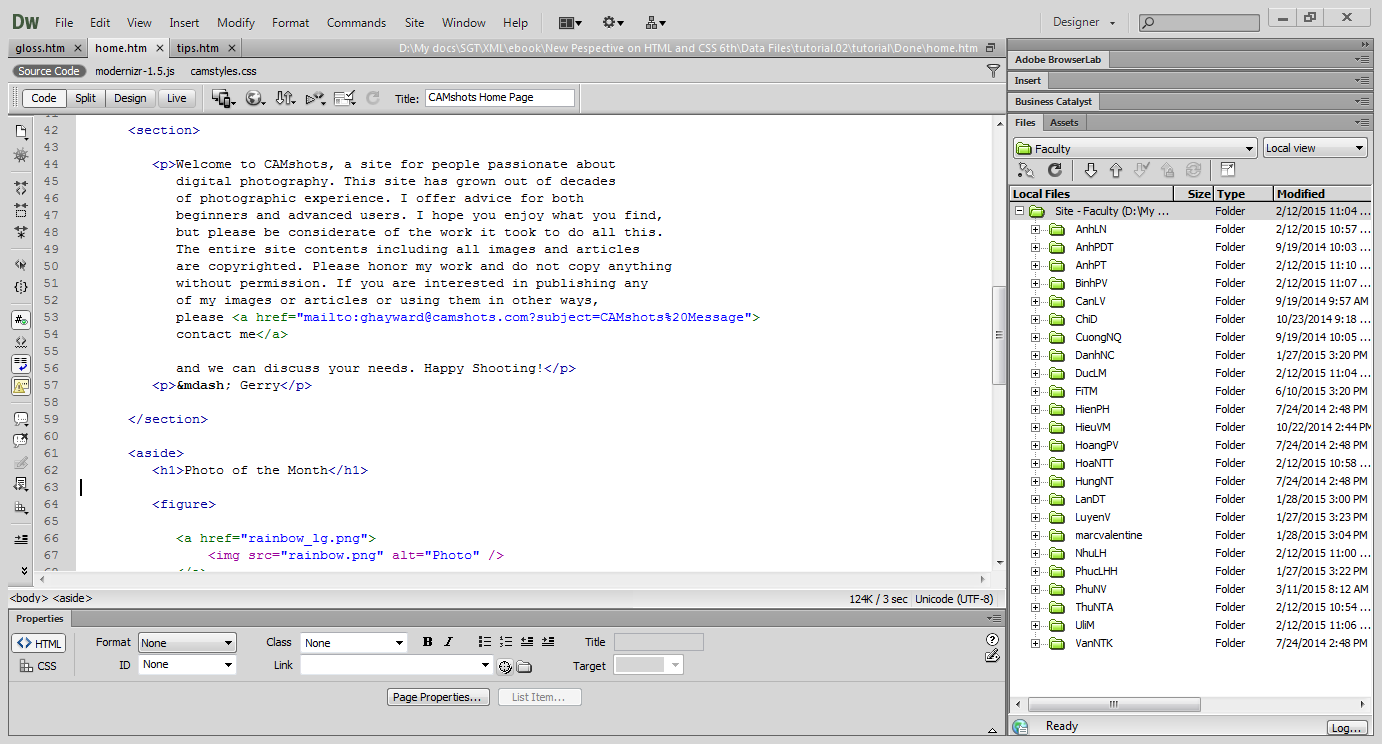 Dw File Edit View Insert Modify Format Commands Site Window Help Designer
gloss.htm home.htm tips.htm D:\My docs\SGT\XML\ebook\New Pespective on HTML and CSS 6th\Data Files\tutorial.02\tutorial\Done\home.htm
Source Code modernizr-1.5.js camstyles.css
Code Split Design Live Title: CAMshots Home Page
42 <section>
43
44 <p>Welcome to CAMshots, a site for people passionate about
45 digital photography. This site has grown out of decades
46 of photographic experience. I offer advice for both
47 beginners and advanced users. I hope you enjoy what you find,
48 but please be considerate of the work it took to do all this.
49 The entire site contents including all images and articles
50 are copyrighted. Please honor my work and do not copy anything
51 without permission. If you are interested in publishing any
52 of my images or articles or using them in other ways,
53 please <a href="mailto:ghayward@camshots.com?subject=CAMshots%20Message">
54 contact me</a>
55
56 and we can discuss your needs. Happy Shooting!</p>
57 <p>&mdash; Gerry</p>
58
59 </section>
60
61 <aside>
62 <h1>Photo of the Month</h1>
63
64 <figure>
65
66 <a href="rainbow_lg.png">
67 <img src="rainbow.png" alt="Photo" />
<body> <aside> 124K / 3 sec Unicode (UTF-8)
Properties
HTML Format None Class None B I Title
CSS ID None Link Target
Page Properties... List Item...
Adobe BrowserLab
Insert
Business Catalyst
Files Assets
Faculty Local view
Local Files Size Type Modified
Site - Faculty (D:\My ... Folder 2/12/2015 11:04 ...
AnhLN Folder 2/12/2015 10:57 ...
AnhPDT Folder 9/19/2014 10:03 ...
AnhPT Folder 2/12/2015 11:10 ...
BinhPV Folder 2/12/2015 11:07 ...
CanLV Folder 9/19/2014 9:57 AM
ChiD Folder 10/23/2014 9:18 ...
CuongNQ Folder 9/19/2014 10:05 ...
DanhNC Folder 1/27/2015 3:20 PM
DucLM Folder 2/12/2015 11:04 ...
FiTM Folder 6/10/2015 3:20 PM
HienPH Folder 7/24/2014 2:48 PM
HieuVM Folder 10/22/2014 2:44 PM
HoangPV Folder 7/24/2014 2:48 PM
HoaNTT Folder 2/12/2015 10:58 ...
HungNT Folder 7/24/2014 2:48 PM
LanDT Folder 1/28/2015 3:00 PM
LuyenV Folder 1/27/2015 3:23 PM
marcvalentine Folder 1/28/2015 3:04 PM
NhuLH Folder 2/12/2015 11:00 ...
PhucLHH Folder 1/27/2015 3:22 PM
PhuNV Folder 3/11/2015 8:12 AM
ThuNTA Folder 2/12/2015 10:54 ...
UliM Folder 2/12/2015 11:06 ...
VanNTK Folder 7/24/2014 2:48 PM
Ready Log...